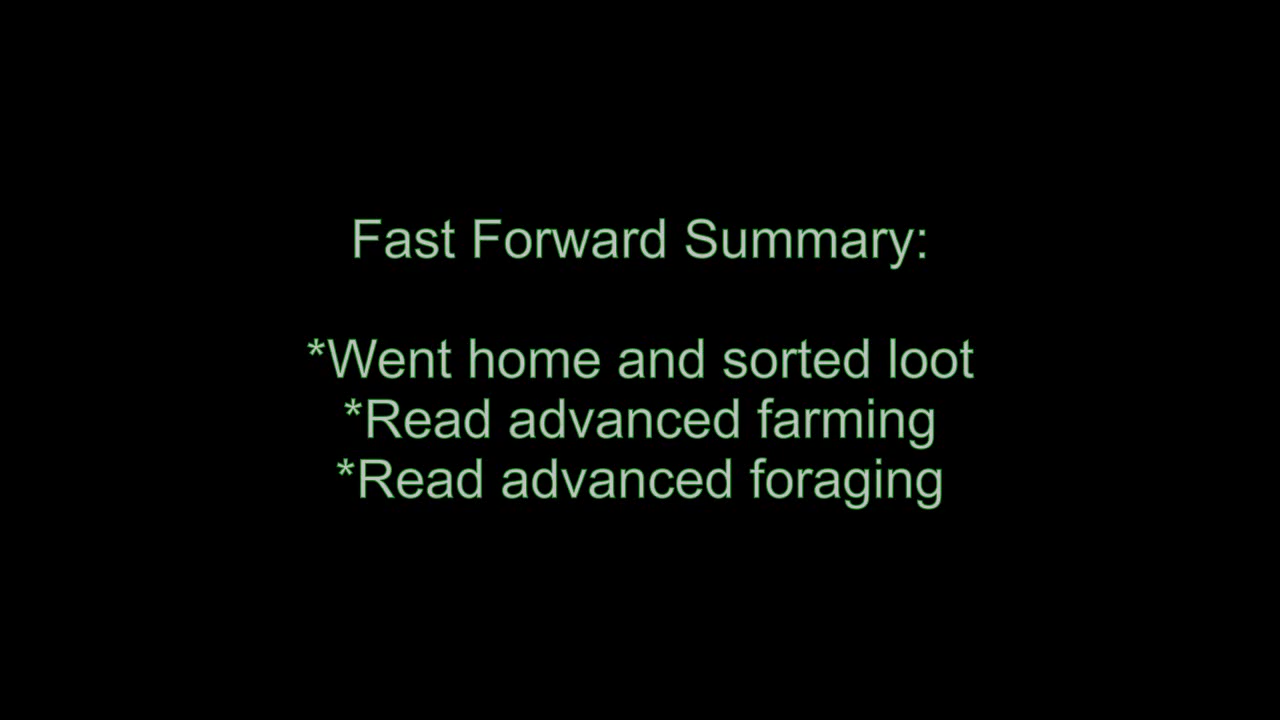 Fast Forward Summary:
*Went home and sorted loot
*Read advanced farming
*Read advanced foraging